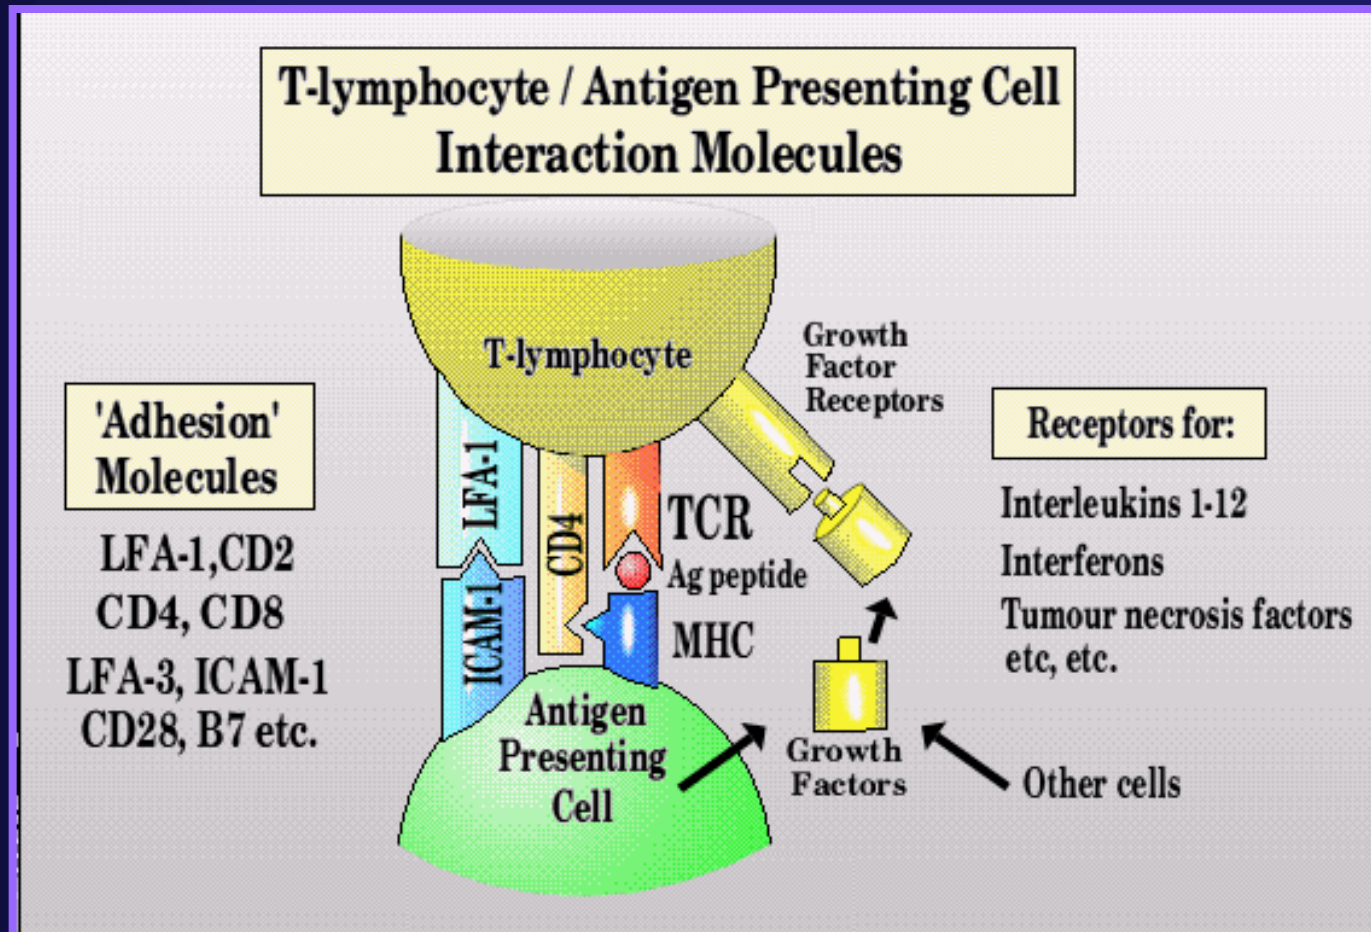 T-lymphocyte / Antigen Presenting Cell
Interaction Molecules
T-lymphocyte
Growth
Factor
Receptors
'Adhesion'
Molecules
LFA-1,CD2
CD4, CD8
LFA-3, ICAM-1
CD28, B7 etc.
LFA-1
ICAM-1
CD4
TCR
Ag peptide
MHC
Antigen
Presenting
Cell
Growth
Factors
Other cells
Receptors for:
Interleukins 1-12
Interferons
Tumour necrosis factors
etc, etc.